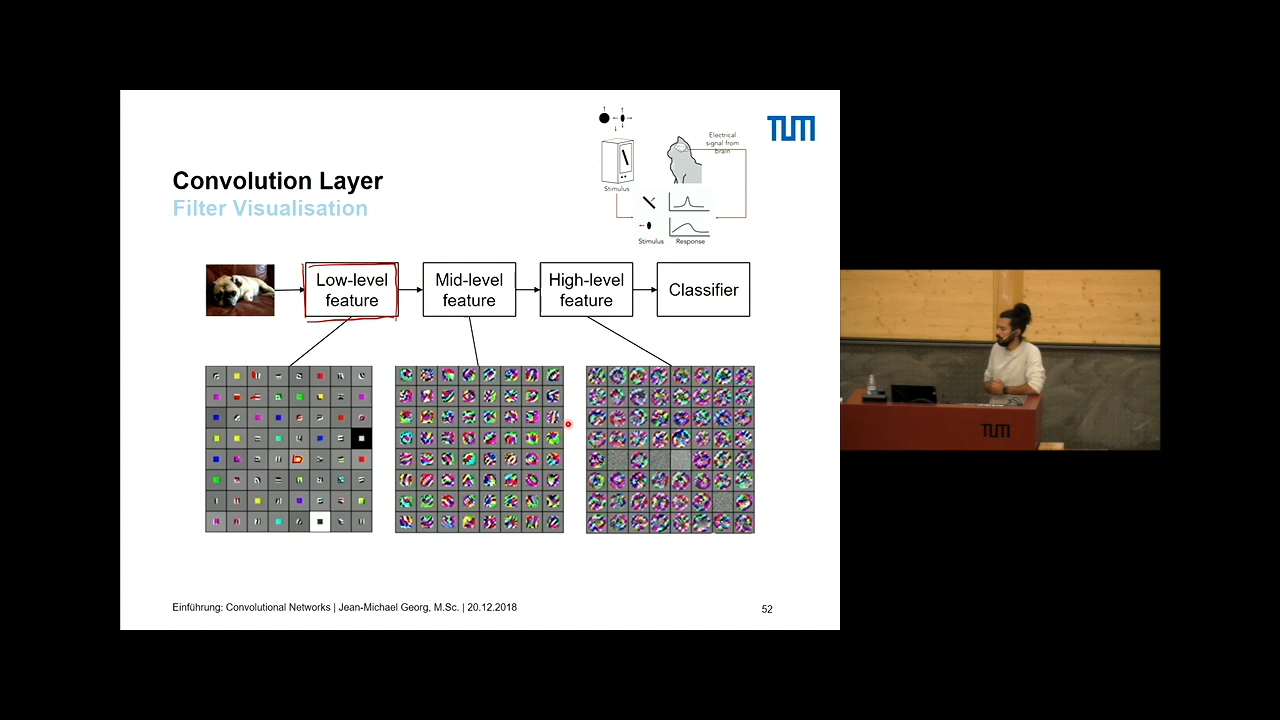 TUM
Electrical
signal from
brain
Stimulus
Stimulus
Response
Convolution Layer
Filter Visualisation
Low-level
feature
Mid-level
feature
High-level
feature
Classifier
Einführung: Convolutional Networks | Jean-Michael Georg, M.Sc. | 20.12.2018
52
TUM